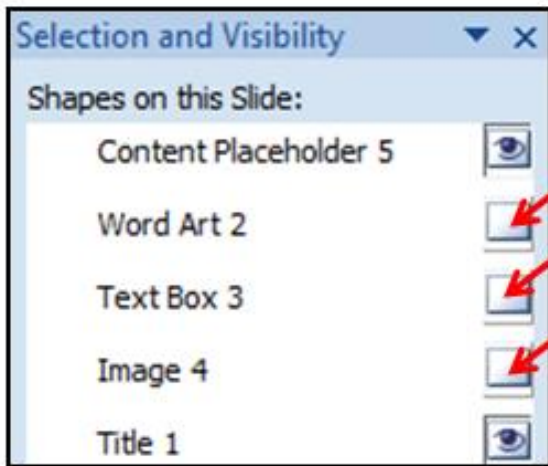 Selection and Visibility
Shapes on this Slide:
Content Placeholder 5
Word Art 2
Text Box 3
Image 4
Title 1